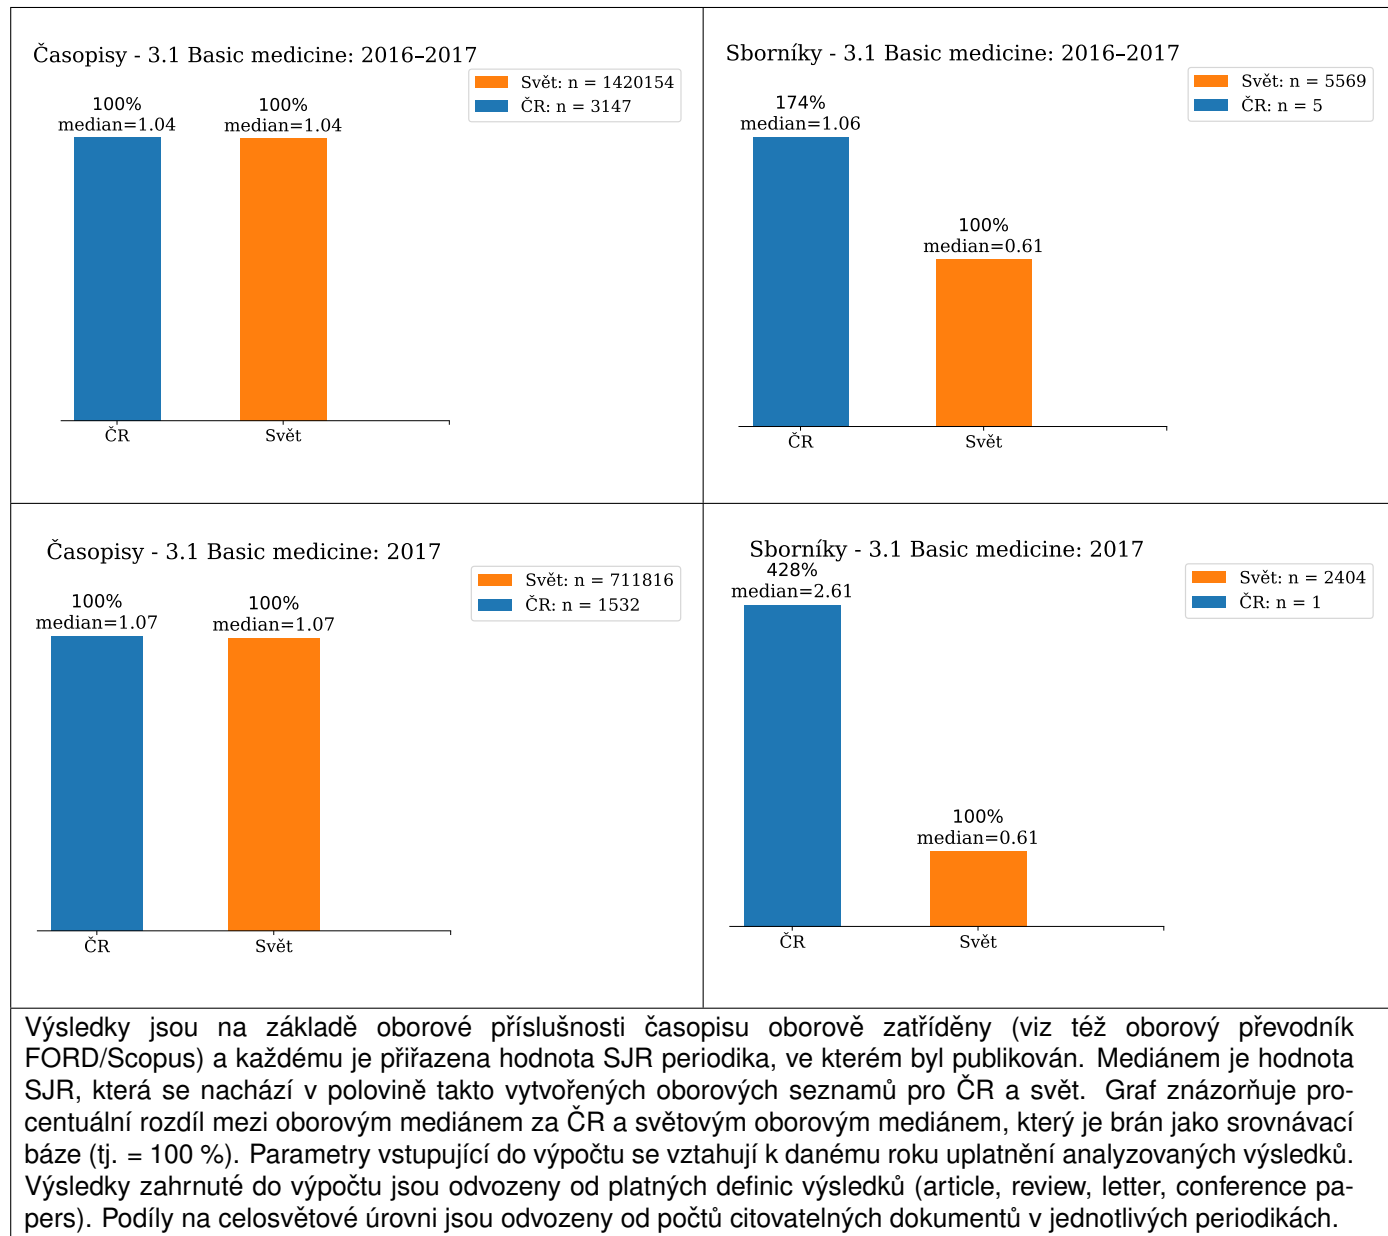 Časopisy - 3.1 Basic medicine: 2016–2017
Svět: n = 1420154
ČR: n = 3147
100%
median=1.04
100%
median=1.04
ČR
Svět
Sborníky - 3.1 Basic medicine: 2016–2017
Svět: n = 5569
ČR: n = 5
174%
median=1.06
100%
median=0.61
ČR
Svět
Časopisy - 3.1 Basic medicine: 2017
Svět: n = 711816
ČR: n = 1532
100%
median=1.07
100%
median=1.07
ČR
Svět
Sborníky - 3.1 Basic medicine: 2017
Svět: n = 2404
ČR: n = 1
428%
median=2.61
100%
median=0.61
ČR
Svět
Výsledky jsou na základě oborové příslušnosti časopisu oborově zatříděny (viz též oborový převodník
FORD/Scopus) a každému je přiřazena hodnota SJR periodika, ve kterém byl publikován. Mediánem je hodnota
SJR, která se nachází v polovině takto vytvořených oborových seznamů pro ČR a svět. Graf znázorňuje pro-
centuální rozdíl mezi oborovým mediánem za ČR a světovým oborovým mediánem, který je brán jako srovnávací
báze (tj. = 100 %). Parametry vstupující do výpočtu se vztahují k danému roku uplatnění analyzovaných výsledků.
Výsledky zahrnuté do výpočtu jsou odvozeny od platných definic výsledků (article, review, letter, conference pa-
pers). Podíly na celosvětové úrovni jsou odvozeny od počtů citovatelných dokumentů v jednotlivých periodikách.